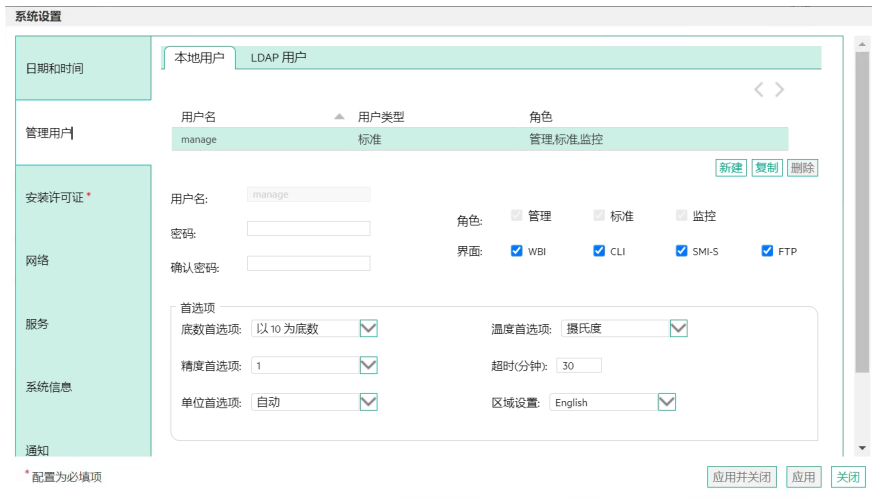 系统设置
日期和时间
管理用户
安装许可证 *
网络
服务
系统信息
通知
本地用户 LDAP 用户
用户名 用户类型 角色
manage 标准 管理,标准,监控
新建 复制 删除
用户名: manage
密码:
确认密码:
角色: 管理 标准 监控
界面: WBI CLI SMI-S FTP
首选项
底数首选项: 以 10 为底数 温度首选项: 摄氏度
精度首选项: 1 超时(分钟): 30
单位首选项: 自动 区域设置: English
* 配置为必填项
应用并关闭 应用 关闭